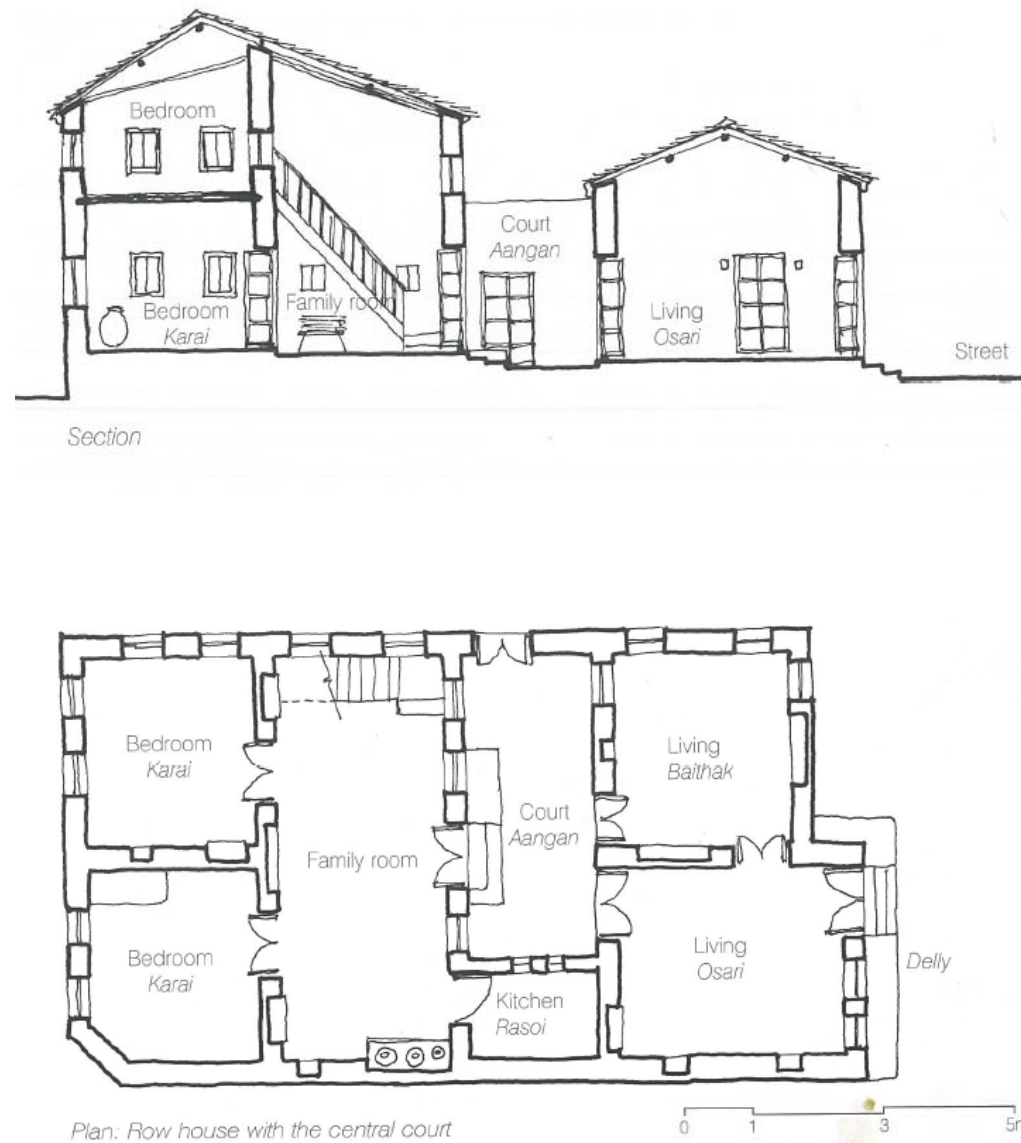 Bedroom
Court
Aangan
Family room
Bedroom
Karai
Living
Osari
Street
Section
Bedroom
Karai
Living
Baithak
Court
Aangan
Family room
Bedroom
Karai
Living
Osari
Delly
Kitchen
Rasoi
Plan: Row house with the central court
0 1 3 5m